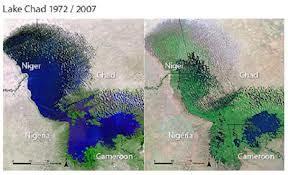 Lake Chad 1972 / 2007
Niger
Chad
Nigeria
Cameroon
Niger
Chad
Nigeria
Cameroon